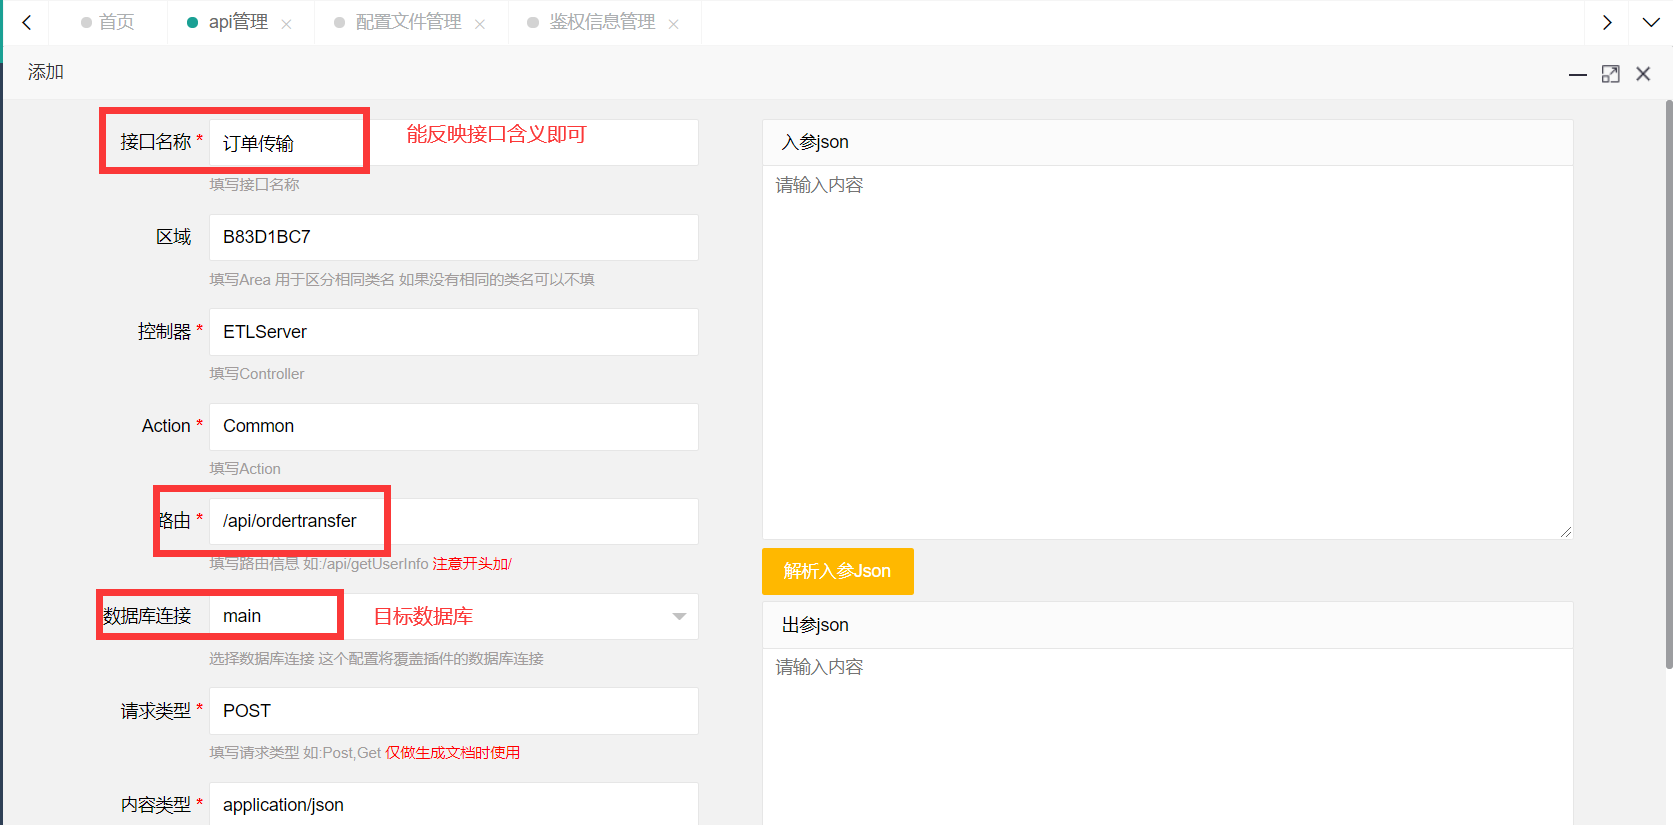 首页 api管理 配置文件管理 鉴权信息管理
添加
接口名称 * 订单传输 能反映接口含义即可
填写接口名称
区域 B83D1BC7
填写Area 用于区分相同类名 如果没有相同的类名可以不填
控制器 * ETLServer
填写Controller
Action * Common
填写Action
路由 * /api/ordertransfer
填写路由信息 如:/api/getUserInfo 注意开头加/
数据库连接 main 目标数据库
选择数据库连接 这个配置将覆盖插件的数据库连接
请求类型 * POST
填写请求类型 如:Post,Get 仅做生成文档时使用
内容类型 * application/json
入参json
请输入内容
解析入参Json
出参json
请输入内容